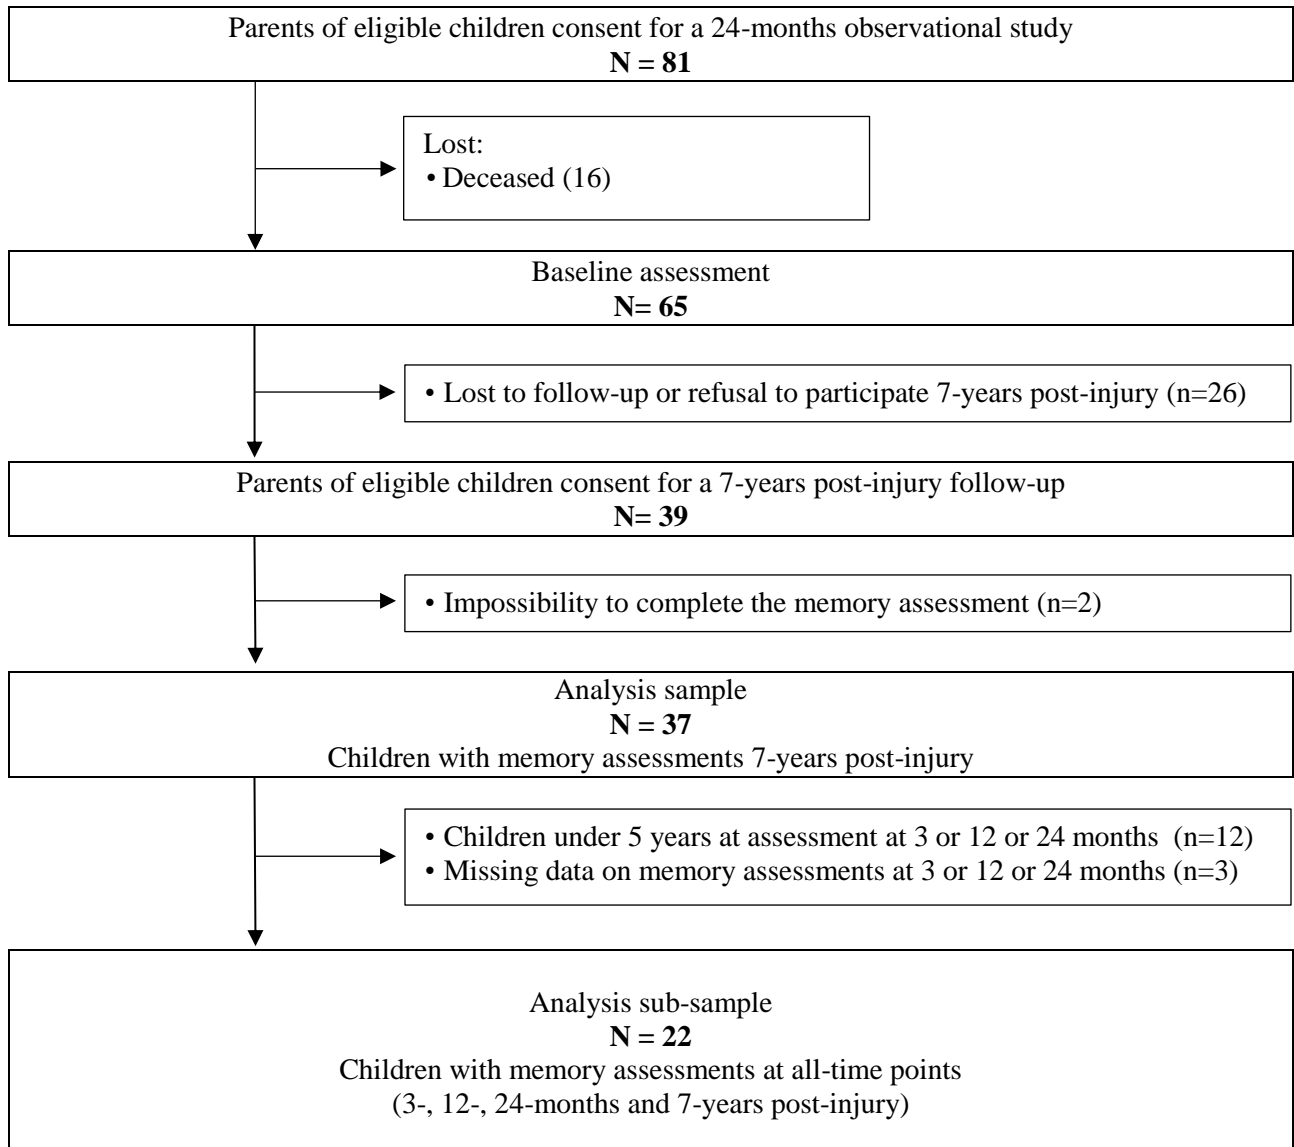 Parents of eligible children consent for a 24-months observational study
N = 81
Lost:
• Deceased (16)
Baseline assessment
N= 65
• Lost to follow-up or refusal to participate 7-years post-injury (n=26)
Parents of eligible children consent for a 7-years post-injury follow-up
N= 39
• Impossibility to complete the memory assessment (n=2)
Analysis sample
N = 37
Children with memory assessments 7-years post-injury
• Children under 5 years at assessment at 3 or 12 or 24 months (n=12)
• Missing data on memory assessments at 3 or 12 or 24 months (n=3)
Analysis sub-sample
N = 22
Children with memory assessments at all-time points
(3-, 12-, 24-months and 7-years post-injury)